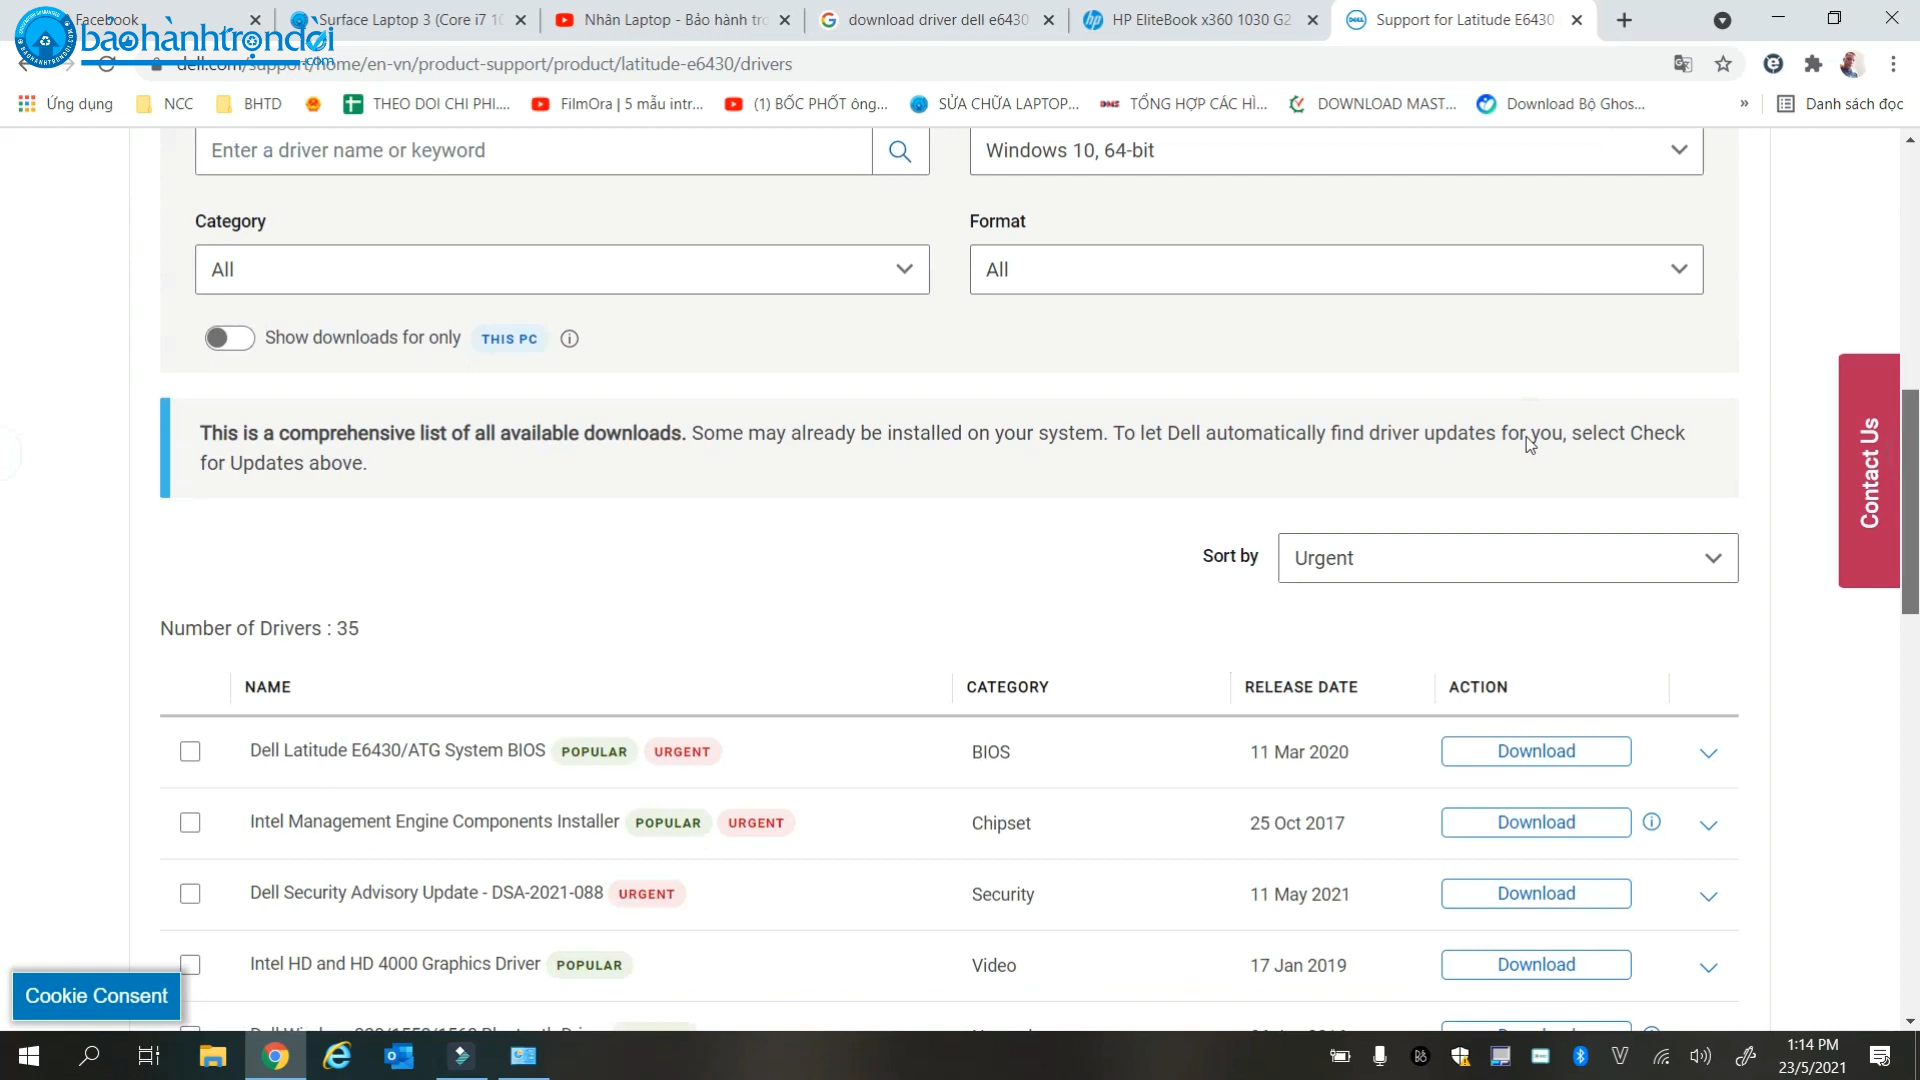 Facebook
Surface Laptop 3 (Core i7 10
Nhân Laptop - Bảo hành trọ
download driver dell e6430
HP EliteBook x360 1030 G2
Support for Latitude E6430
baohanhtrondoi
.com
dell.com/support/home/en-vn/product-support/product/latitude-e6430/drivers
Ứng dụng
NCC
BHTD
THEO DOI CHI PHI....
FilmOra | 5 mẫu intr...
(1) BỐC PHỐT ông...
SỬA CHỮA LAPTOP...
TỔNG HỢP CÁC HÌ...
DOWNLOAD MAST...
Download Bộ Ghos...
»
Danh sách đọc
Enter a driver name or keyword
Windows 10, 64-bit
Category
Format
All
All
Show downloads for only THIS PC
This is a comprehensive list of all available downloads. Some may already be installed on your system. To let Dell automatically find driver updates for you, select Check
for Updates above.
Contact Us
Sort by Urgent
Number of Drivers : 35
NAME CATEGORY RELEASE DATE ACTION
Dell Latitude E6430/ATG System BIOS POPULAR URGENT BIOS 11 Mar 2020 Download
Intel Management Engine Components Installer POPULAR URGENT Chipset 25 Oct 2017 Download
Dell Security Advisory Update - DSA-2021-088 URGENT Security 11 May 2021 Download
Intel HD and HD 4000 Graphics Driver POPULAR Video 17 Jan 2019 Download
Cookie Consent
1:14 PM
23/5/2021